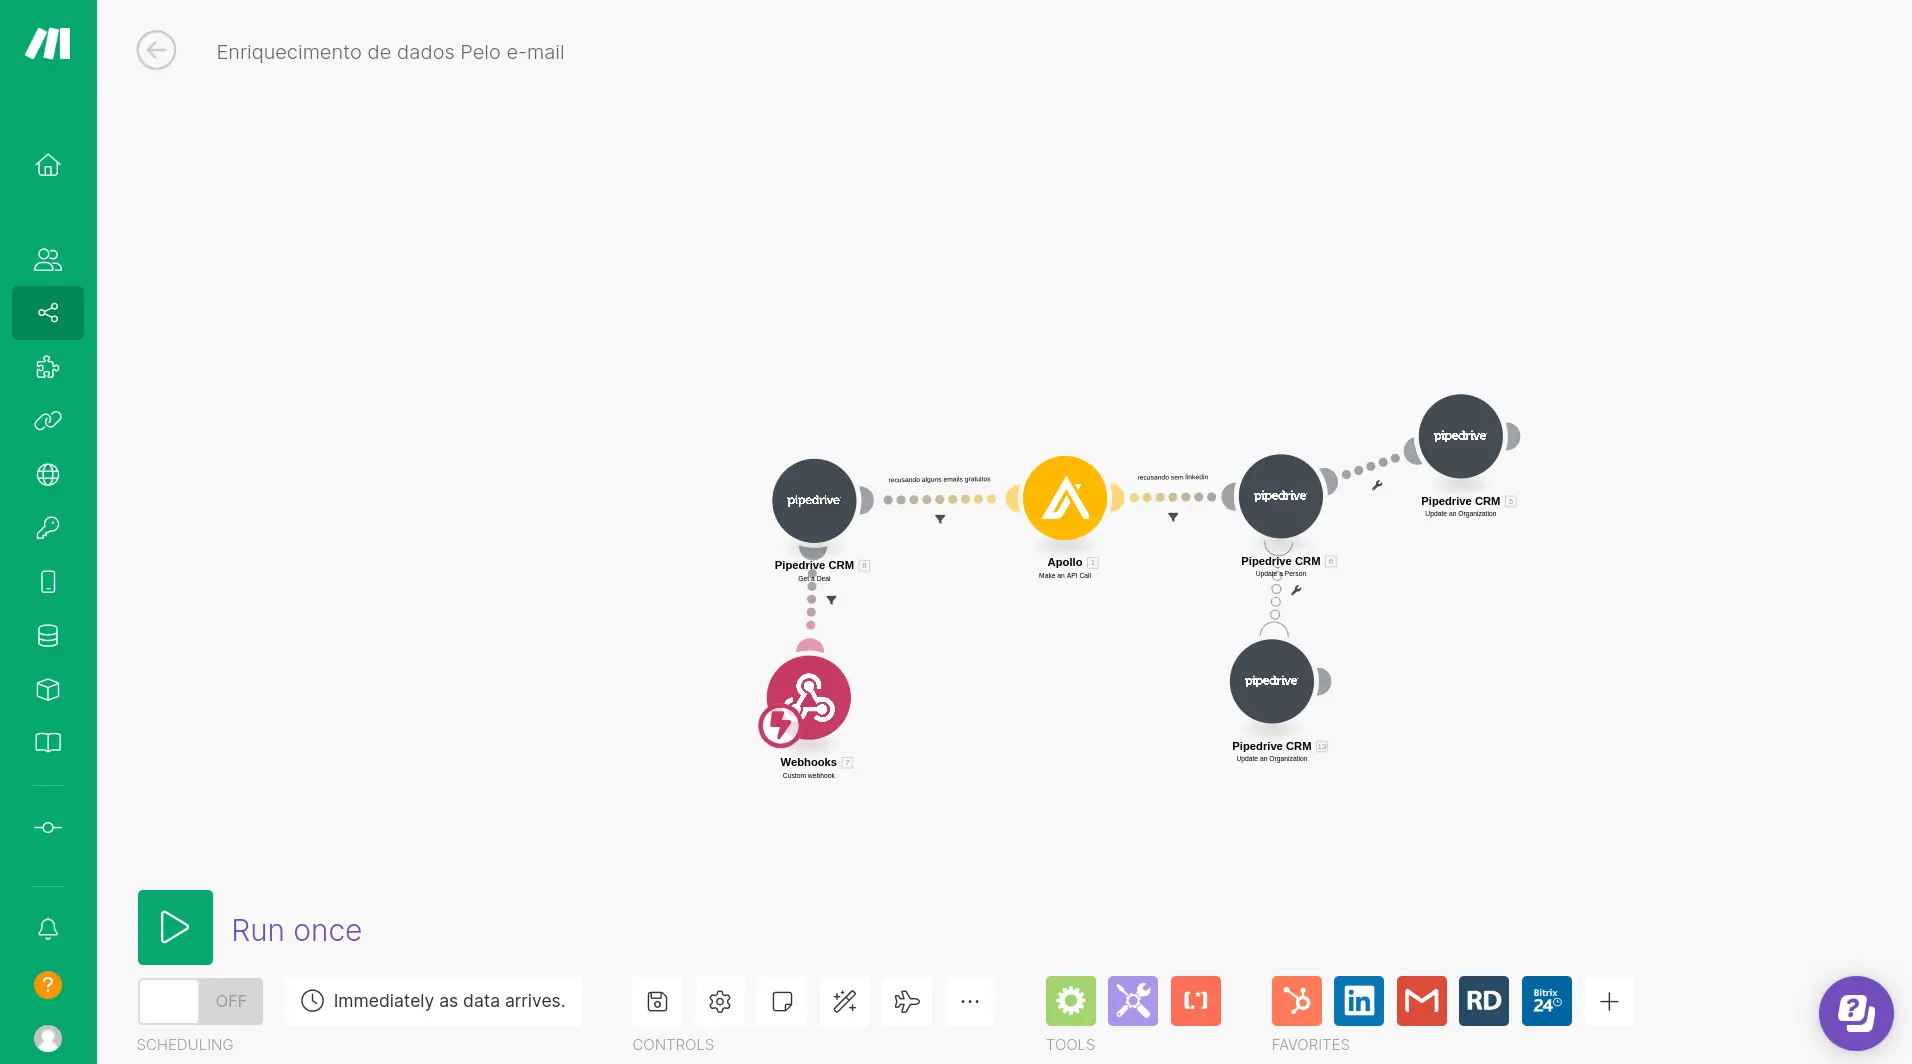 Enriquecimento de dados Pelo e-mail
pipedrive
Pipedrive CRM 5
Update an Organization
recusando alguns emails gratuitos
recusando sem linkedin
pipedrive
pipedrive
Pipedrive CRM 8
Get a Deal
Apollo 1
Make an API Call
Pipedrive CRM 6
Update a Person
pipedrive
Pipedrive CRM 13
Update an Organization
Webhooks 7
Custom webhook
Run once
OFF
Immediately as data arrives.
[.*]
in
RD
Bitrix
24
SCHEDULING
CONTROLS
TOOLS
FAVORITES
?
?